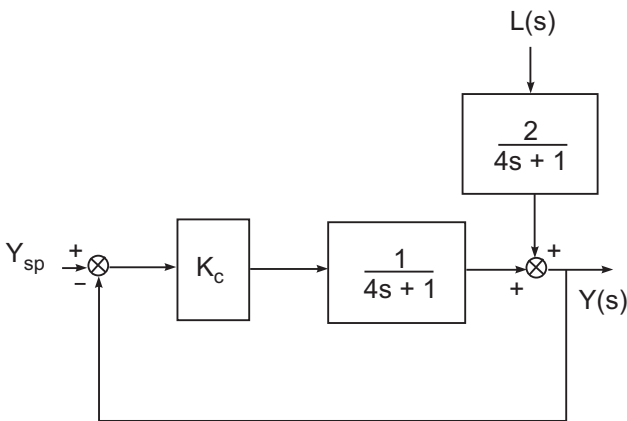 L(s)
2
4s + 1
Y_sp
+
−
K_c
1
4s + 1
+
+
Y(s)